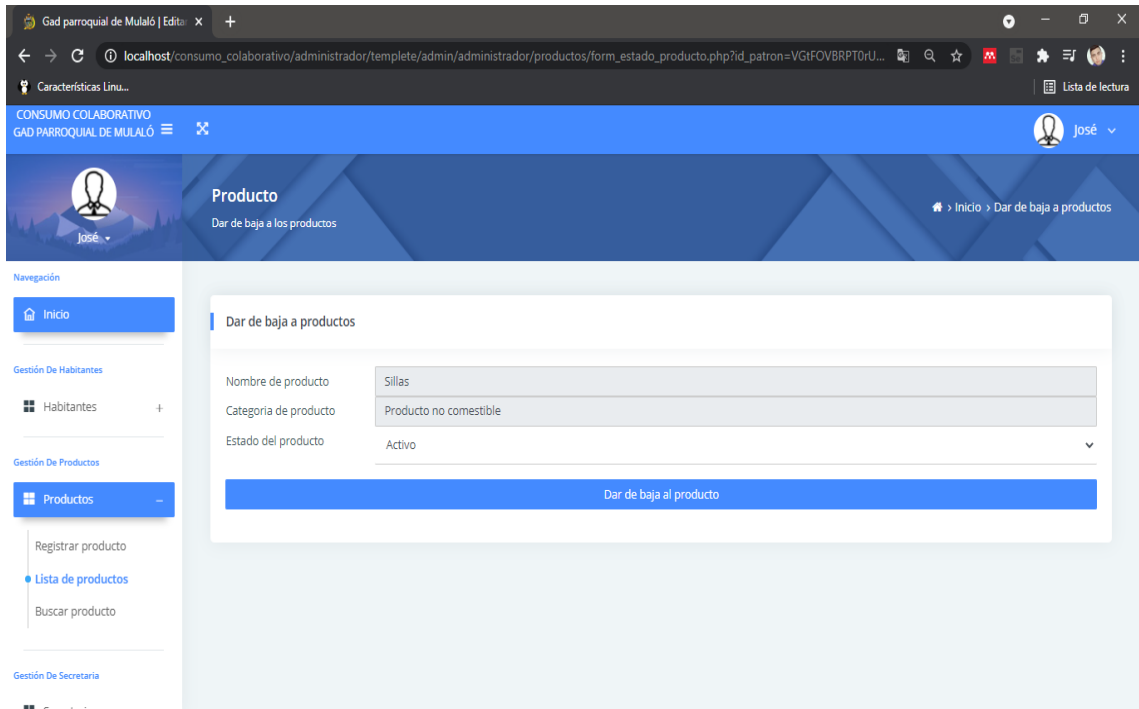 Gad parroquial de Mulaló | Edita
localhost/consumo_colaborativo/administrador/templete/admin/administrador/productos/form_estado_producto.php?id_patron=VGtFOVBRPT0rU...
Características Linu...
Lista de lectura
CONSUMO COLABORATIVO
GAD PARROQUIAL DE MULALÓ
José
José
Producto
Dar de baja a los productos
> Inicio > Dar de baja a productos
Navegación
Inicio
Gestión De Habitantes
Habitantes
Gestión De Productos
Productos
Registrar producto
Lista de productos
Buscar producto
Gestión De Secretaria
Dar de baja a productos
Nombre de producto Sillas
Categoria de producto Producto no comestible
Estado del producto Activo
Dar de baja al producto